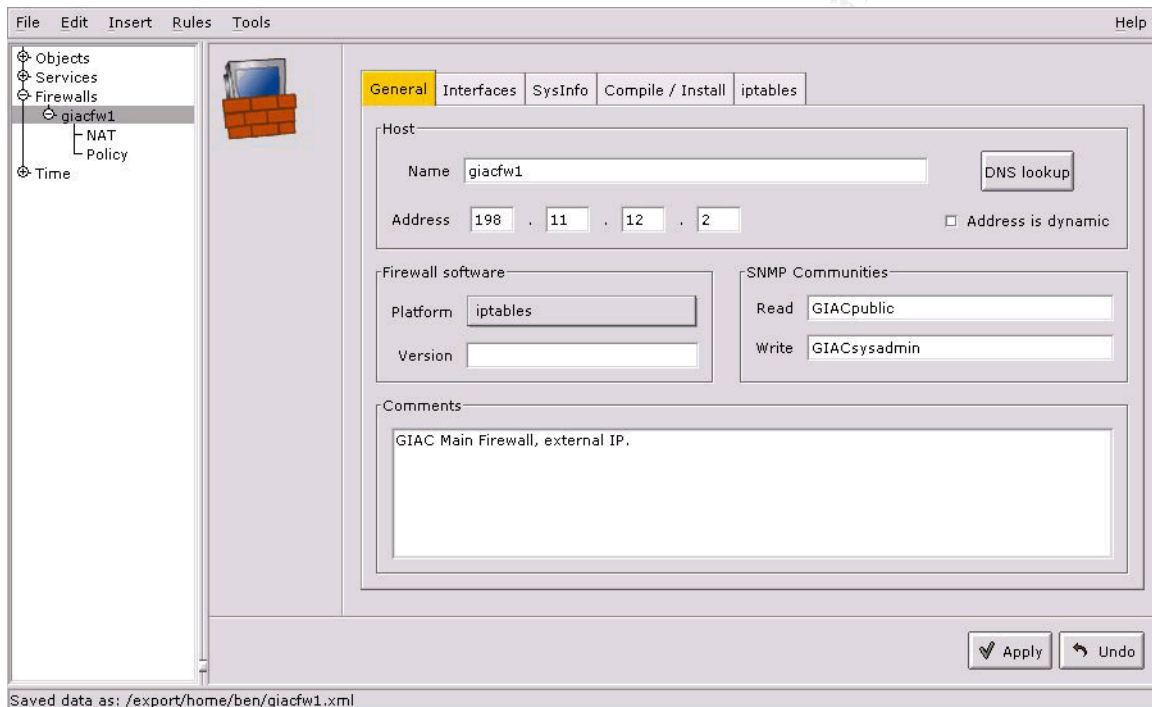 File Edit Insert Rules Tools Help
Objects
Services
Firewalls
giacfw1
NAT
Policy
Time
General Interfaces SysInfo Compile / Install iptables
Host
Name giacfw1 DNS lookup
Address 198 . 11 . 12 . 2 Address is dynamic
Firewall software
Platform iptables
Version
SNMP Communities
Read GIACpublic
Write GIACsysadmin
Comments
GIAC Main Firewall, external IP.
Apply Undo
Saved data as: /export/home/ben/giacfw1.xml